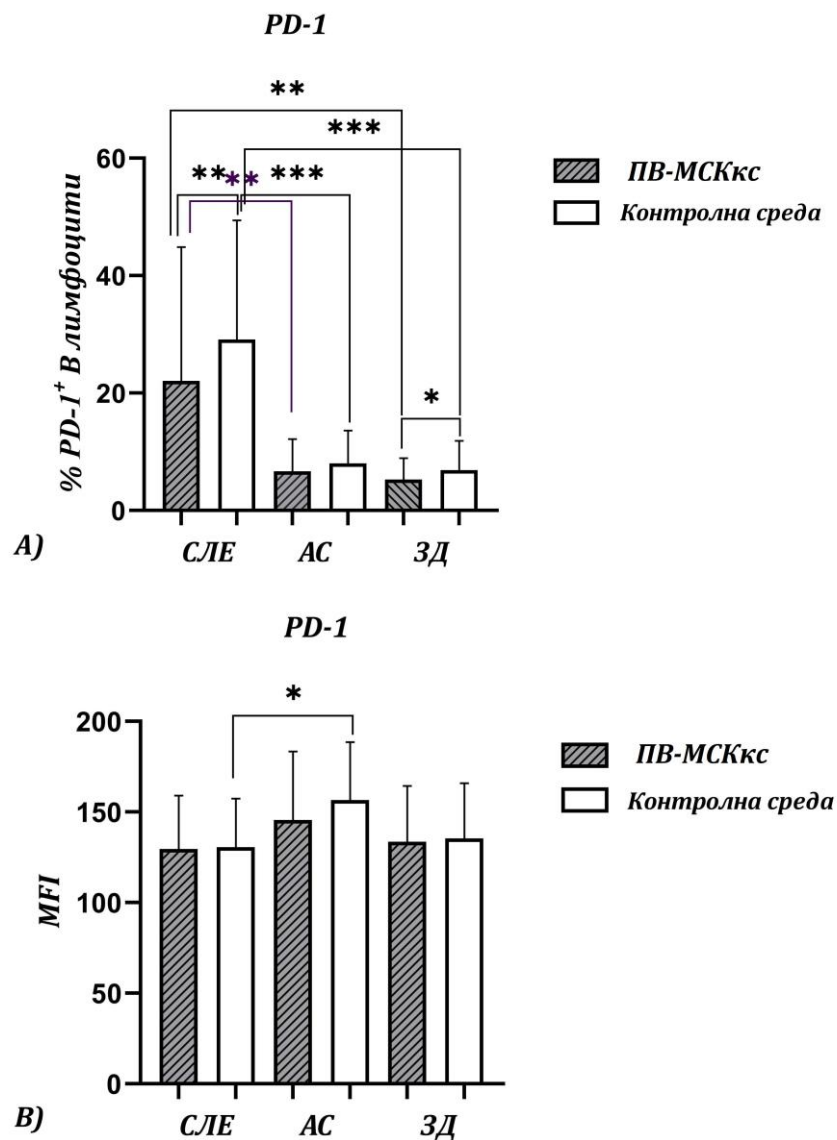 PD-1
**
***
** ** ***
60
ПВ-МСКкс
Контролна среда
40
20
*
0
% PD-1+ В лимфоцити
СЛЕ АС ЗД
A)
PD-1
*
200
ПВ-МСКкс
150
Контролна среда
100
50
0
MFI
СЛЕ АС ЗД
B)